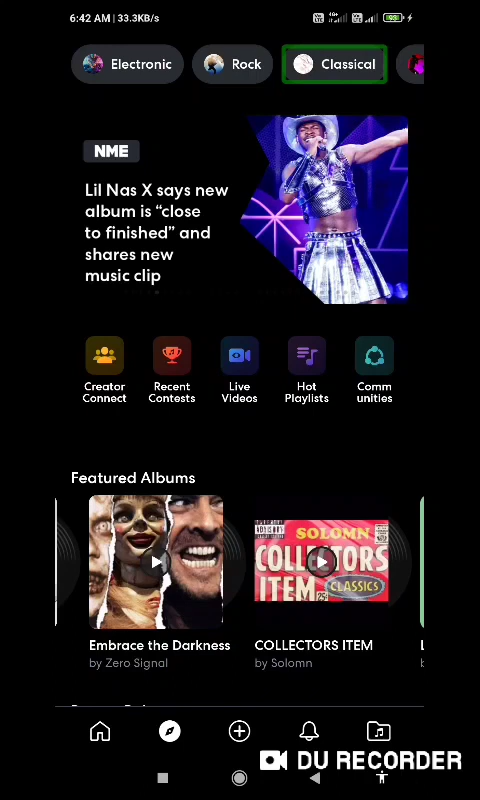 6:42 AM | 33.3KB/s
Electronic
Rock
Classical
NME
Lil Nas X says new
album is “close
to finished” and
shares new
music clip
Creator
Connect
Recent
Contests
Live
Videos
Hot
Playlists
Comm
unities
Featured Albums
SOLOMN
COLLECTORS
ITEM
CLASSICS
Embrace the Darkness
by Zero Signal
COLLECTORS ITEM
by Solomn
DU RECORDER